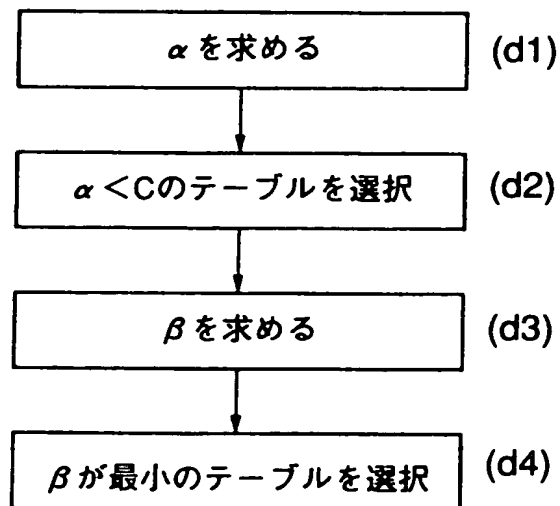 αを求める (d1)
α<Cのテーブルを選択 (d2)
βを求める (d3)
βが最小のテーブルを選択 (d4)